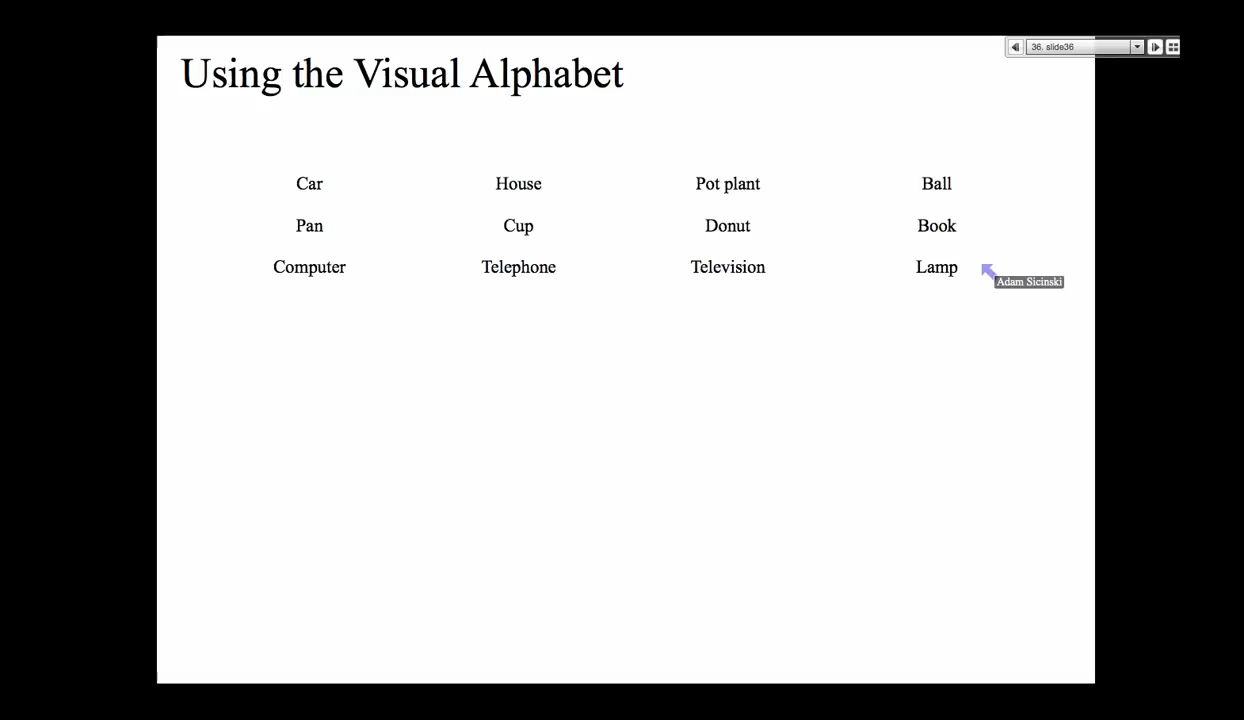 36. slide36
Using the Visual Alphabet
Car House Pot plant Ball
Pan Cup Donut Book
Computer Telephone Television Lamp
Adam Sicinski